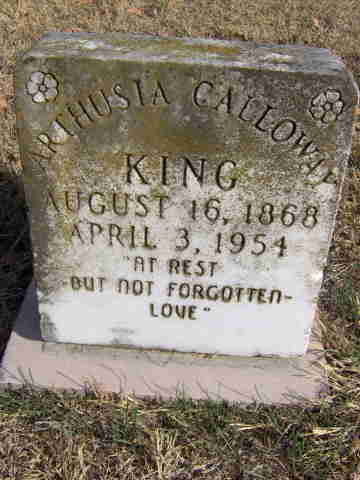 ARTHUSIA CALLOWAY
KING
AUGUST 16, 1868
APRIL 3, 1954
"AT REST
-BUT NOT FORGOTTEN-
LOVE"